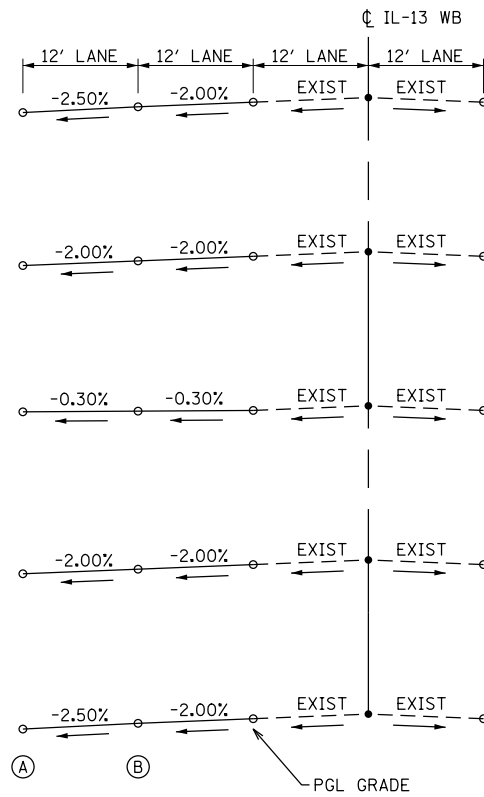 ℄ IL-13 WB
12' LANE 12' LANE 12' LANE 12' LANE
-2.50% -2.00% EXIST EXIST
-2.00% -2.00% EXIST EXIST
-0.30% -0.30% EXIST EXIST
-2.00% -2.00% EXIST EXIST
-2.50% -2.00% EXIST EXIST
A B
PGL GRADE